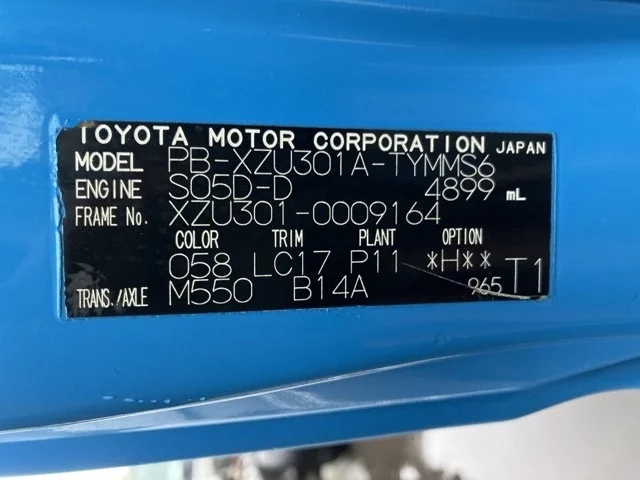 TOYOTA MOTOR CORPORATION JAPAN
MODEL PB-XZU301A-TYMMS6
ENGINE S05D-D 4899 mL
FRAME No. XZU301-0009164
COLOR TRIM PLANT OPTION
058 LC17 P11 *H**
TRANS./AXLE M550 B14A 965 T1